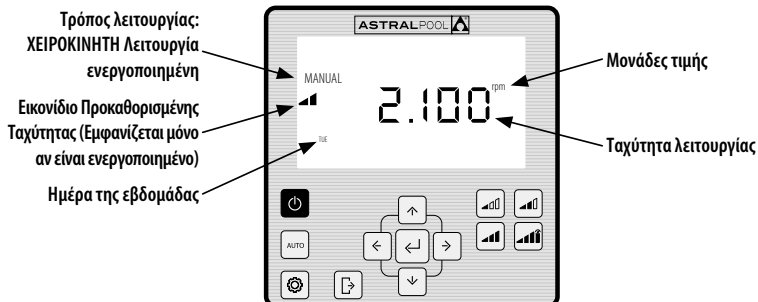 Τρόπος λειτουργίας:
ΧΕΙΡΟΚΙΝΗΤΗ Λειτουργία
ενεργοποιημένη
Εικονίδιο Προκαθορισμένης
Ταχύτητας (Εμφανίζεται μόνο
αν είναι ενεργοποιημένο)
Ημέρα της εβδομάδας
ASTRALPOOL
MANUAL
2.100
rpm
TUE
AUTO
Μονάδες τιμής
Ταχύτητα λειτουργίας